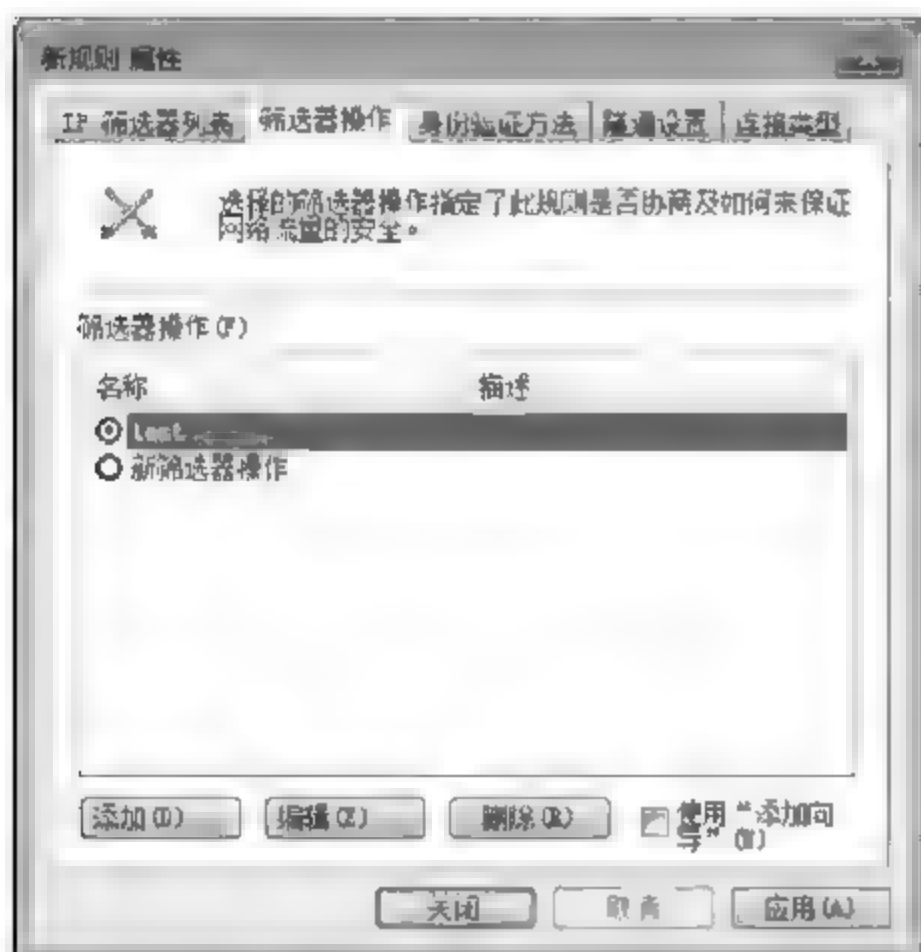 新规则 属性
IP 筛选器列表 筛选器操作 身份验证方法 隧道设置 连接类型
选择的筛选器操作指定了此规则是否协商及如何来保证
网络流量的安全。
筛选器操作(F)
名称 描述
新筛选器操作
添加(D) 编辑(E) 删除(R) 使用“添加向
导”(W)
关闭 取消 应用(A)